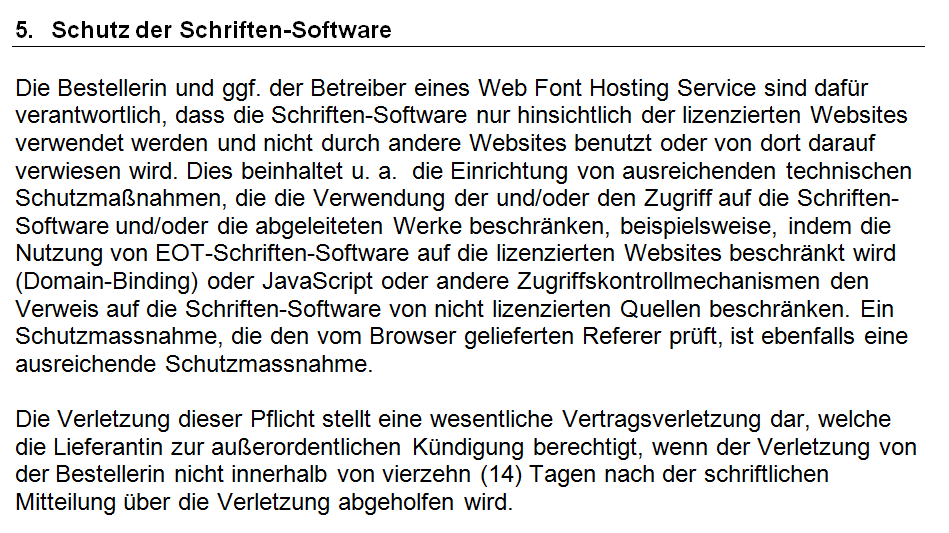 5. Schutz der Schriften-Software
Die Bestellerin und ggf. der Betreiber eines Web Font Hosting Service sind dafür
verantwortlich, dass die Schriften-Software nur hinsichtlich der lizenzierten Websites
verwendet werden und nicht durch andere Websites benutzt oder von dort darauf
verwiesen wird. Dies beinhaltet u. a.  die Einrichtung von ausreichenden technischen
Schutzmaßnahmen, die die Verwendung der und/oder den Zugriff auf die Schriften-
Software und/oder die abgeleiteten Werke beschränken, beispielsweise, indem die
Nutzung von EOT-Schriften-Software auf die lizenzierten Websites beschränkt wird
(Domain-Binding) oder JavaScript oder andere Zugriffskontrollmechanismen den
Verweis auf die Schriften-Software von nicht lizenzierten Quellen beschränken. Ein
Schutzmassnahme, die den vom Browser gelieferten Referer prüft, ist ebenfalls eine
ausreichende Schutzmassnahme.
Die Verletzung dieser Pflicht stellt eine wesentliche Vertragsverletzung dar, welche
die Lieferantin zur außerordentlichen Kündigung berechtigt, wenn der Verletzung von
der Bestellerin nicht innerhalb von vierzehn (14) Tagen nach der schriftlichen
Mitteilung über die Verletzung abgeholfen wird.